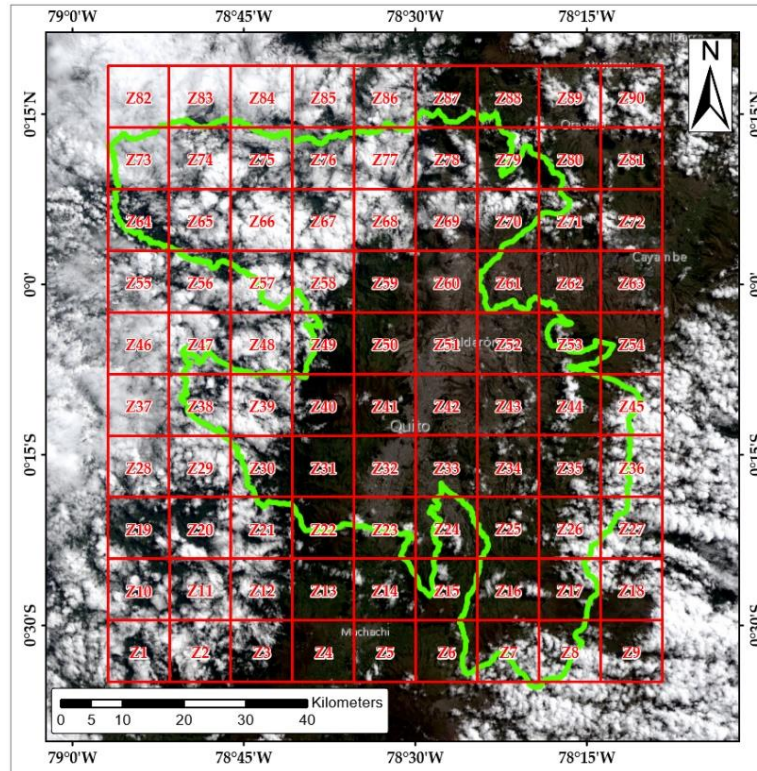 79°0'W 78°45'W 78°30'W 78°15'W
N
0°15'N 0°15'N
Z82 Z83 Z84 Z85 Z86 Z87 Z88 Z89 Z90
Z73 Z74 Z75 Z76 Z77 Z78 Z79 Z80 Z81
Z64 Z65 Z66 Z67 Z68 Z69 Z70 Z71 Z72
Cayambe
0°0' 0°0'
Z55 Z56 Z57 Z58 Z59 Z60 Z61 Z62 Z63
Z46 Z47 Z48 Z49 Z50 Z51 Z52 Z53 Z54
Z37 Z38 Z39 Z40 Z41 Z42 Z43 Z44 Z45
Quito
0°15'S 0°15'S
Z28 Z29 Z30 Z31 Z32 Z33 Z34 Z35 Z36
Z19 Z20 Z21 Z22 Z23 Z24 Z25 Z26 Z27
Z10 Z11 Z12 Z13 Z14 Z15 Z16 Z17 Z18
0°30'S 0°30'S
Machachi
Z1 Z2 Z3 Z4 Z5 Z6 Z7 Z8 Z9
Kilometers
0 5 10 20 30 40
79°0'W 78°45'W 78°30'W 78°15'W